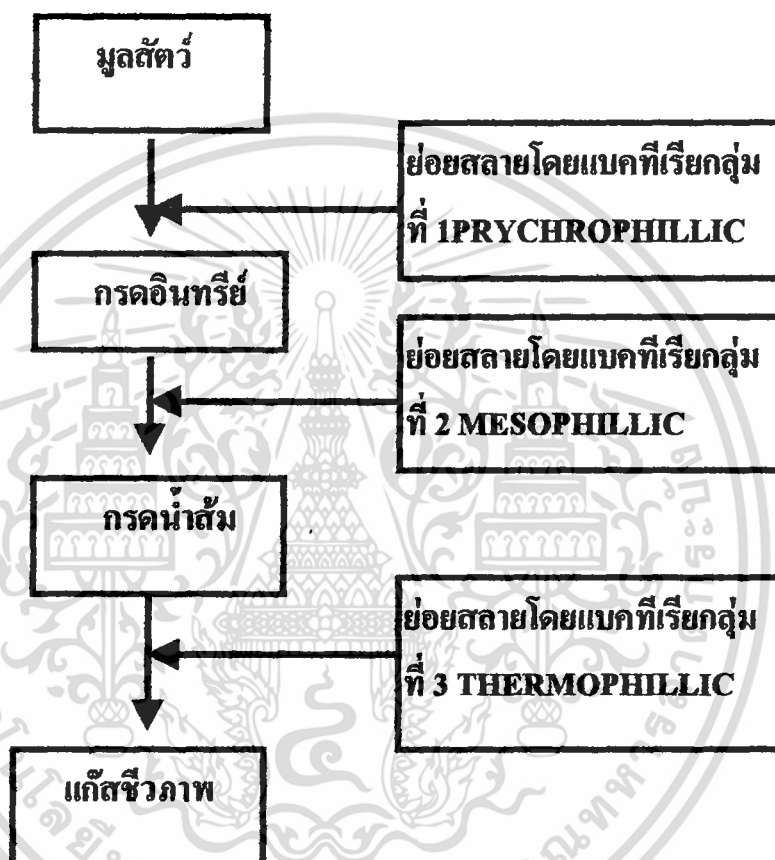 มูลสัตว์
ย่อยสลายโดยแบคทีเรียกลุ่ม
ที่ 1PRYCHROPHILLIC
กรดอินทรีย์
ย่อยสลายโดยแบคทีเรียกลุ่ม
ที่ 2 MESOPHILLIC
กรดน้ำส้ม
ย่อยสลายโดยแบคทีเรียกลุ่ม
ที่ 3 THERMOPHILLIC
แก๊สชีวภาพ